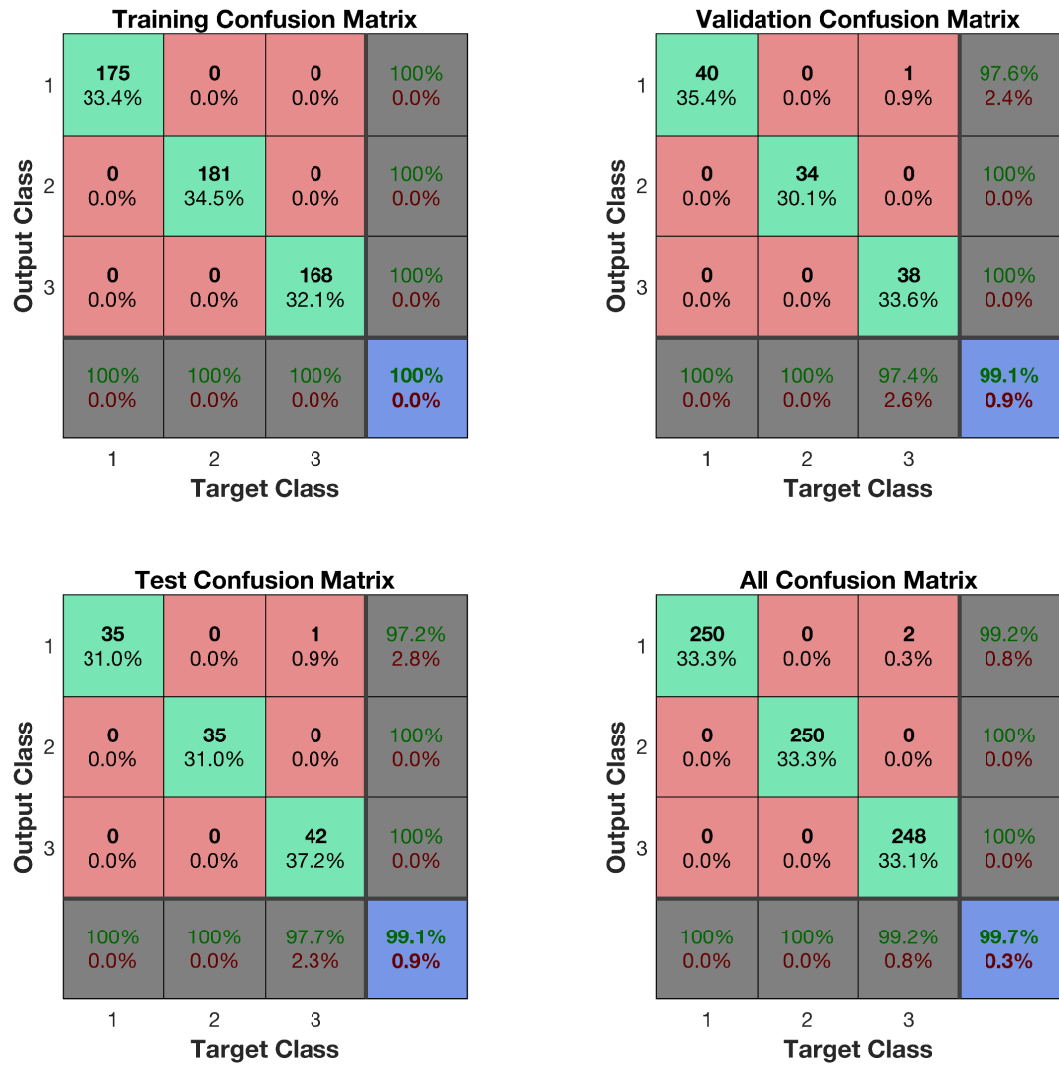 Training Confusion Matrix
1 175 0 0 100%
33.4% 0.0% 0.0% 0.0%
2 0 181 0 100%
0.0% 34.5% 0.0% 0.0%
3 0 0 168 100%
0.0% 0.0% 32.1% 0.0%
100% 100% 100% 100%
0.0% 0.0% 0.0% 0.0%
1 2 3
Target Class
Output Class
Validation Confusion Matrix
1 40 0 1 97.6%
35.4% 0.0% 0.9% 2.4%
2 0 34 0 100%
0.0% 30.1% 0.0% 0.0%
3 0 0 38 100%
0.0% 0.0% 33.6% 0.0%
100% 100% 97.4% 99.1%
0.0% 0.0% 2.6% 0.9%
1 2 3
Target Class
Output Class
Test Confusion Matrix
1 35 0 1 97.2%
31.0% 0.0% 0.9% 2.8%
2 0 35 0 100%
0.0% 31.0% 0.0% 0.0%
3 0 0 42 100%
0.0% 0.0% 37.2% 0.0%
100% 100% 97.7% 99.1%
0.0% 0.0% 2.3% 0.9%
1 2 3
Target Class
Output Class
All Confusion Matrix
1 250 0 2 99.2%
33.3% 0.0% 0.3% 0.8%
2 0 250 0 100%
0.0% 33.3% 0.0% 0.0%
3 0 0 248 100%
0.0% 0.0% 33.1% 0.0%
100% 100% 99.2% 99.7%
0.0% 0.0% 0.8% 0.3%
1 2 3
Target Class
Output Class